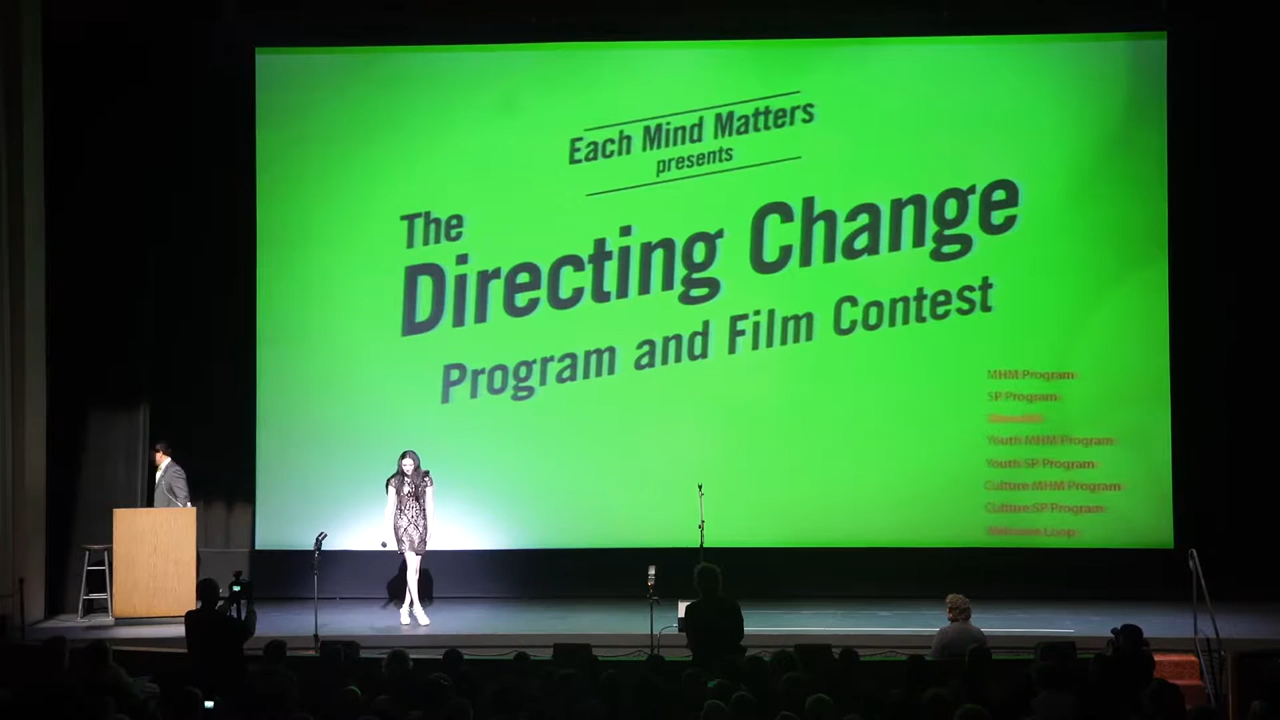 Each Mind Matters
presents
The
Directing Change
Program and Film Contest
MHM Program
SP Program
Youth MHM Program
Youth SP Program
Culture MHM Program
Culture SP Program
Welcome Loop